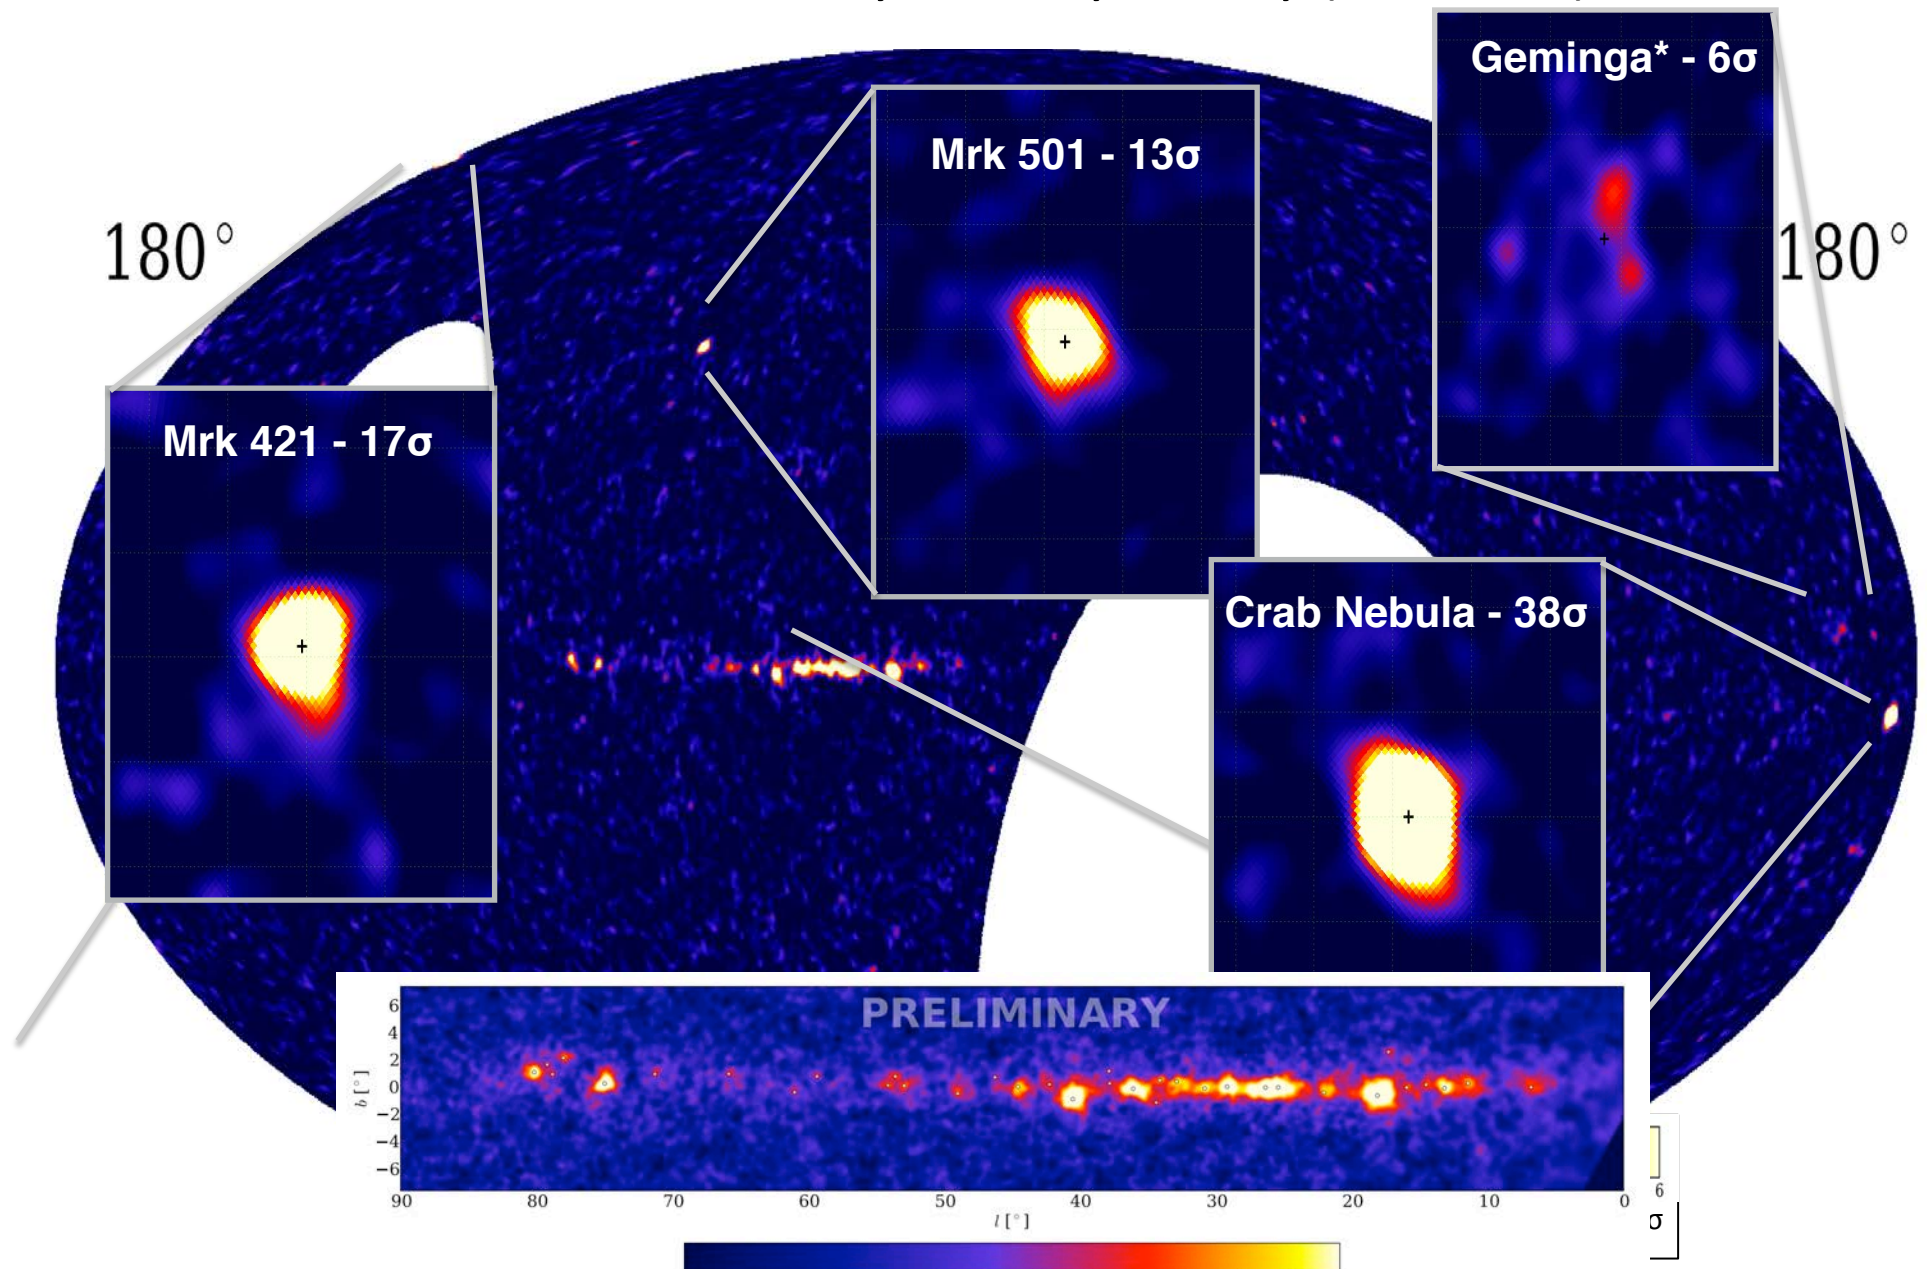 Geminga* - 6σ
Mrk 501 - 13σ
180°
180°
Mrk 421 - 17σ
Crab Nebula - 38σ
PRELIMINARY
6
4
2
0
−2
−4
−6
b [°]
90 80 70 60 50 40 30 20 10 0
l [°]
6
σ